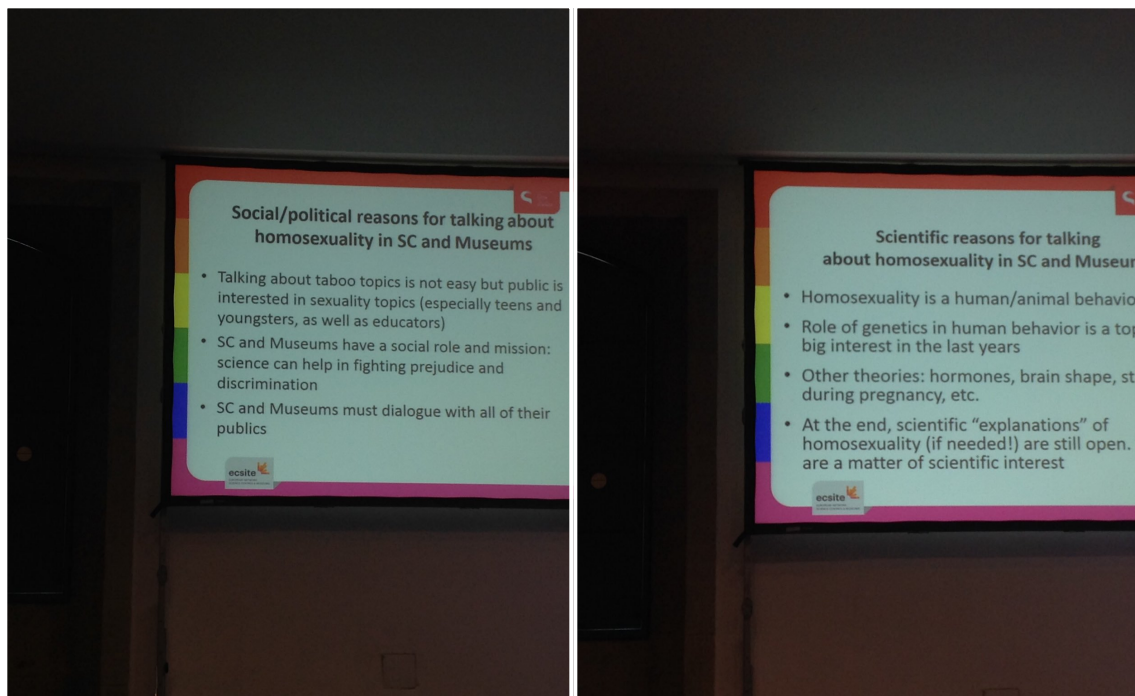 Social/political reasons for talking about
homosexuality in SC and Museums
• Talking about taboo topics is not easy but public is
interested in sexuality topics (especially teens and
youngsters, as well as educators)
• SC and Museums have a social role and mission:
science can help in fighting prejudice and
discrimination
• SC and Museums must dialogue with all of their
publics
ecsite
Scientific reasons for talking
about homosexuality in SC and
• Homosexuality is a human/animal
• Role of genetics in human behavior is a
big interest in the last years
• Other theories: hormones, brain shape,
during pregnancy, etc.
• At the end, scientific “explanations” of
homosexuality (if needed!) are still open.
are a matter of scientific interest
ecsite